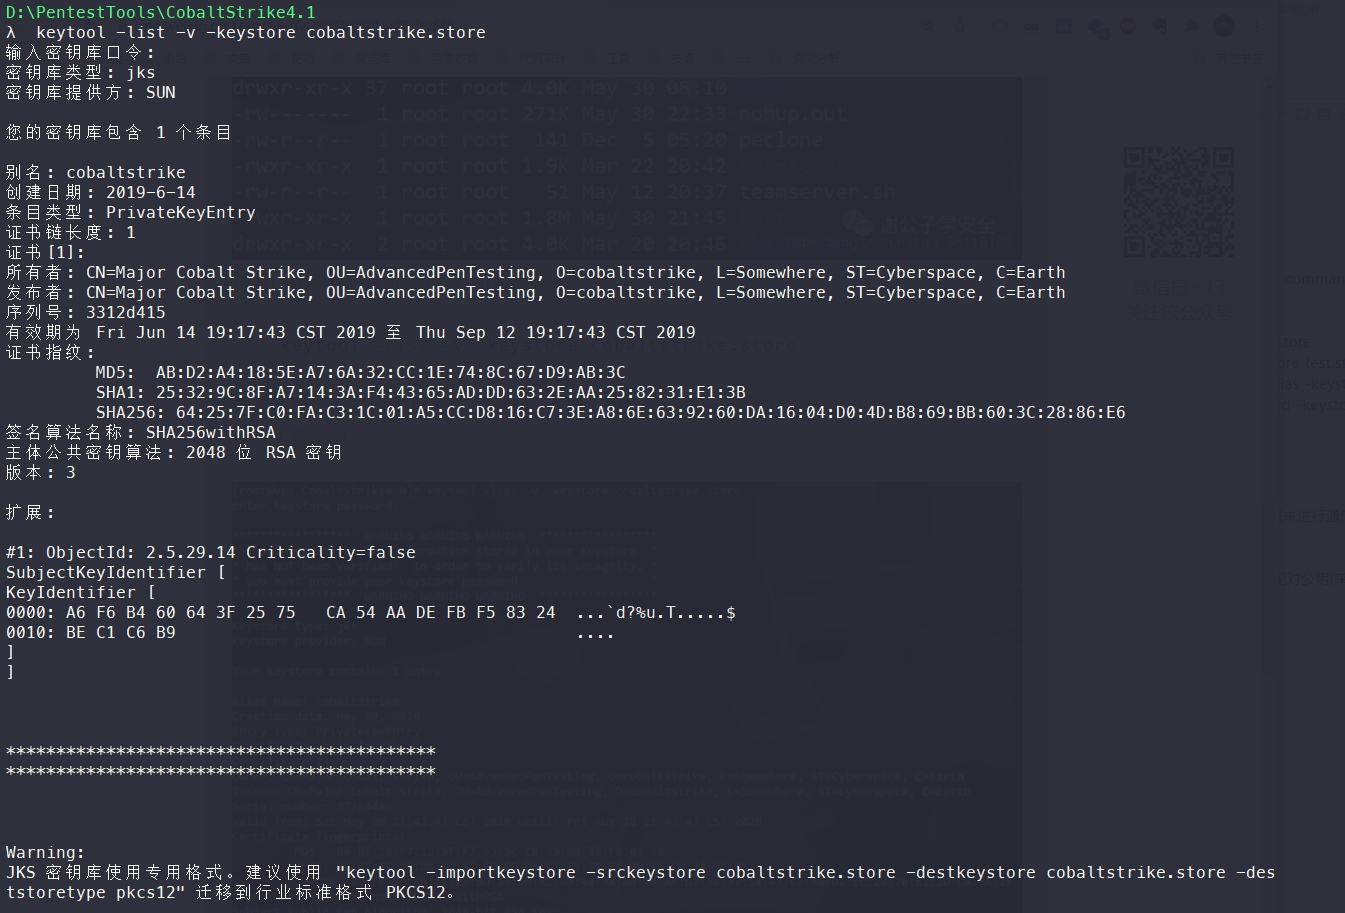 D:\PentestTools\CobaltStrike4.1
λ  keytool -list -v -keystore cobaltstrike.store
输入密钥库口令:
密钥库类型: jks
密钥库提供方: SUN
您的密钥库包含 1 个条目
别名: cobaltstrike
创建日期: 2019-6-14
条目类型: PrivateKeyEntry
证书链长度: 1
证书[1]:
所有者: CN=Major Cobalt Strike, OU=AdvancedPenTesting, O=cobaltstrike, L=Somewhere, ST=Cyberspace, C=Earth
发布者: CN=Major Cobalt Strike, OU=AdvancedPenTesting, O=cobaltstrike, L=Somewhere, ST=Cyberspace, C=Earth
序列号: 3312d415
有效期为 Fri Jun 14 19:17:43 CST 2019 至 Thu Sep 12 19:17:43 CST 2019
证书指纹:
MD5:  AB:D2:A4:18:5E:A7:6A:32:CC:1E:74:8C:67:D9:AB:3C
SHA1: 25:32:9C:8F:A7:14:3A:F4:43:65:AD:DD:63:2E:AA:25:82:31:E1:3B
SHA256: 64:25:7F:C0:FA:C3:1C:01:A5:CC:D8:16:C7:3E:A8:6E:63:92:60:DA:16:04:D0:4D:B8:69:BB:60:3C:28:86:E6
签名算法名称: SHA256withRSA
主体公共密钥算法: 2048 位 RSA 密钥
版本: 3
扩展:
#1: ObjectId: 2.5.29.14 Criticality=false
SubjectKeyIdentifier [
KeyIdentifier [
0000: A6 F6 B4 60 64 3F 25 75   CA 54 AA DE FB F5 83 24  ...`d?%u.T.....$
0010: BE C1 C6 B9                                        ....
]
]
*******************************************
*******************************************
Warning:
JKS 密钥库使用专用格式。建议使用 "keytool -importkeystore -srckeystore cobaltstrike.store -destkeystore cobaltstrike.store -des
tstoretype pkcs12" 迁移到行业标准格式 PKCS12。